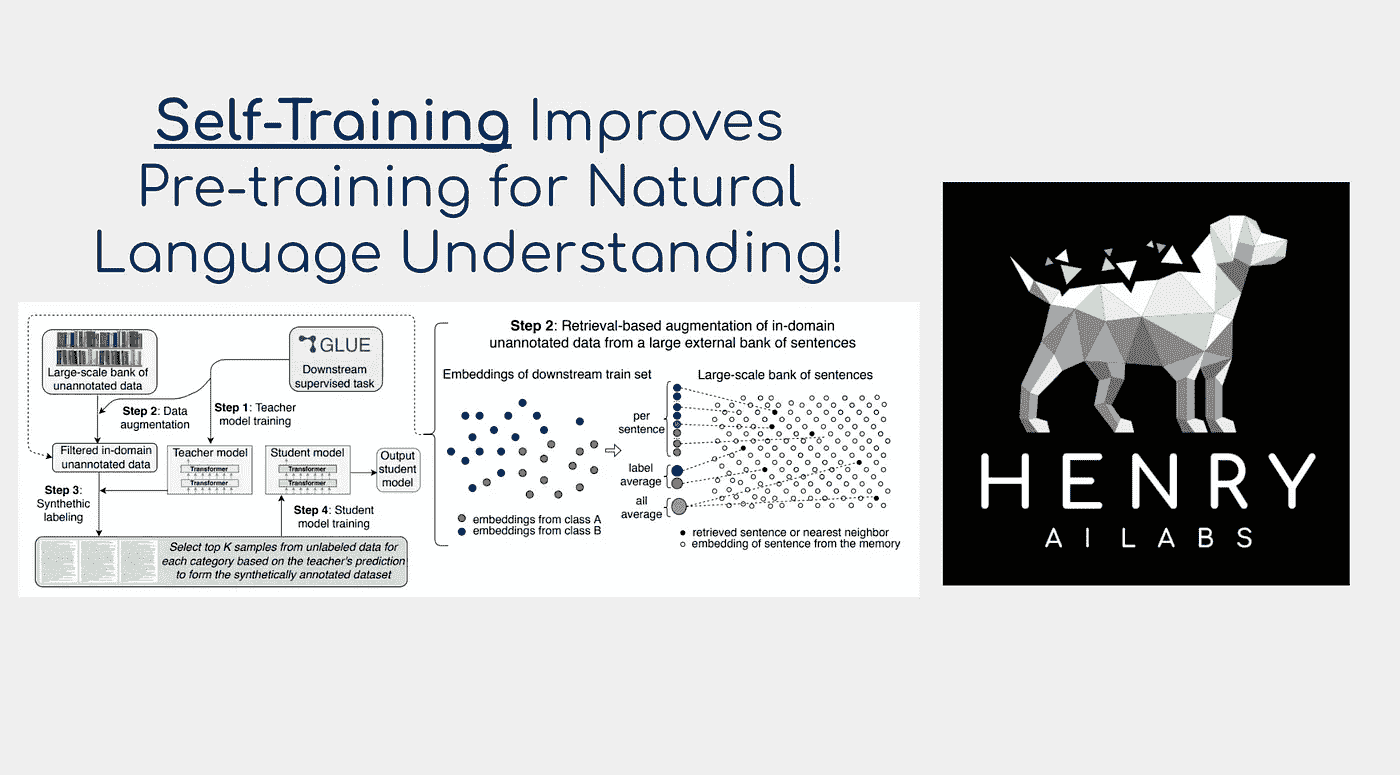 Self-Training Improves
Pre-training for Natural
Language Understanding!
Large-scale bank of
unannotated data
GLUE
Downstream
supervised task
Step 2: Data
augmentation
Step 1: Teacher
model training
Filtered in-domain
unannotated data
Teacher model
Transformer
Transformer
Student model
Transformer
Transformer
Output
student
model
Step 3:
Synthethic
labeling
Step 4: Student
model training
Select top K samples from unlabeled data for
each category based on the teacher's prediction
to form the synthetically annotated dataset
Step 2: Retrieval-based augmentation of in-domain
unannotated data from a large external bank of sentences
Embeddings of downstream train set
Large-scale bank of sentences
per
sentence
label
average
all
average
embeddings from class A
embeddings from class B
retrieved sentence or nearest neighbor
embedding of sentence from the memory
HENRY
AI LABS